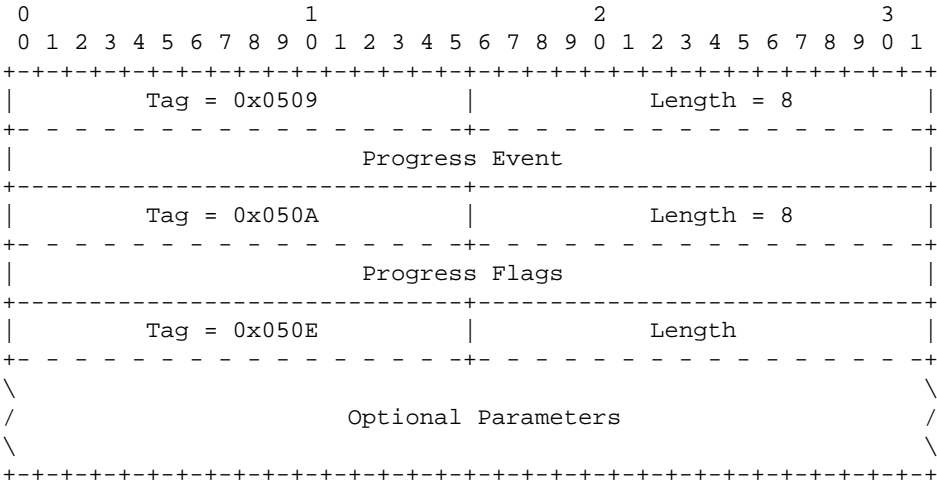 0                   1                   2                   3
 0 1 2 3 4 5 6 7 8 9 0 1 2 3 4 5 6 7 8 9 0 1 2 3 4 5 6 7 8 9 0 1
+-+-+-+-+-+-+-+-+-+-+-+-+-+-+-+-+-+-+-+-+-+-+-+-+-+-+-+-+-+-+-+-+
|         Tag = 0x0509          |            Length = 8         |
+- - - - - - - - - - - - - - - -+- - - - - - - - - - - - - - - -+
|                        Progress Event                         |
+-------------------------------+-------------------------------+
|         Tag = 0x050A          |            Length = 8         |
+- - - - - - - - - - - - - - - -+- - - - - - - - - - - - - - - -+
|                        Progress Flags                         |
+-------------------------------+-------------------------------+
|         Tag = 0x050E          |            Length             |
+- - - - - - - - - - - - - - - -+- - - - - - - - - - - - - - - -+
\                                                               \
/                       Optional Parameters                     /
\                                                               \
+-+-+-+-+-+-+-+-+-+-+-+-+-+-+-+-+-+-+-+-+-+-+-+-+-+-+-+-+-+-+-+-+